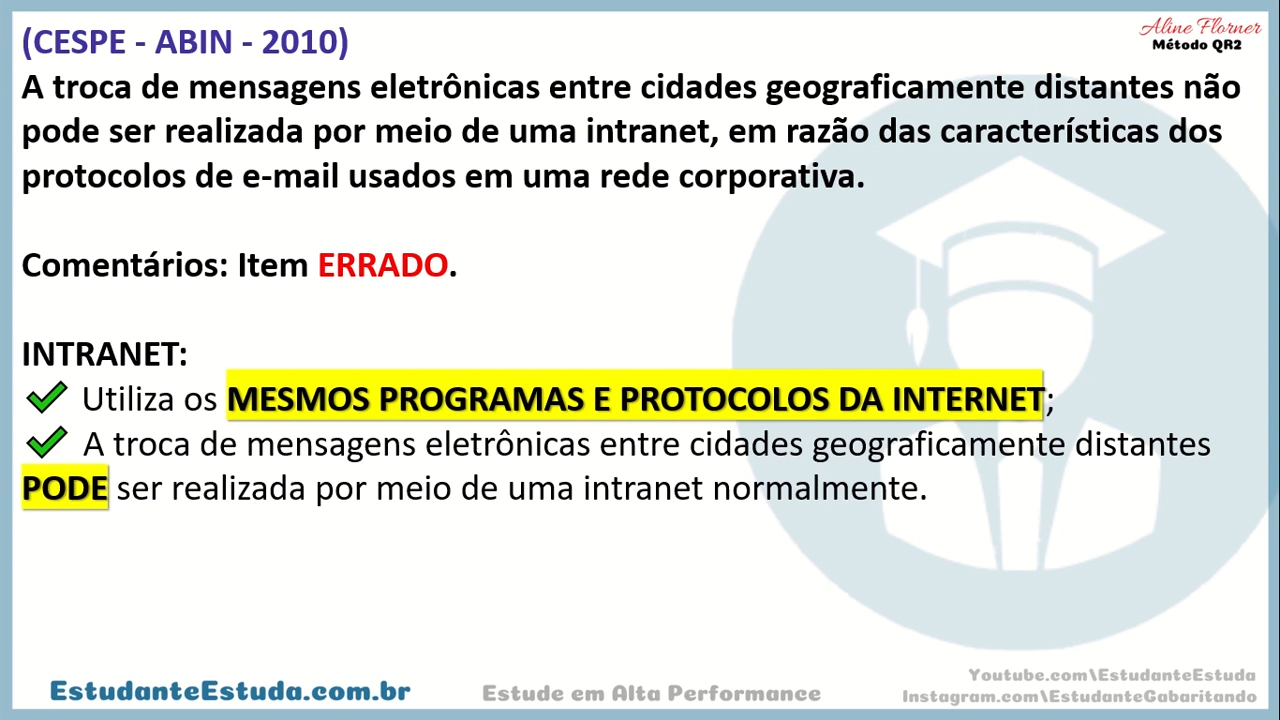 Aline Florner
Método QR2
(CESPE - ABIN - 2010)
A troca de mensagens eletrônicas entre cidades geograficamente distantes não
pode ser realizada por meio de uma intranet, em razão das características dos
protocolos de e-mail usados em uma rede corporativa.
Comentários: Item ERRADO.
INTRANET:
Utiliza os MESMOS PROGRAMAS E PROTOCOLOS DA INTERNET;
A troca de mensagens eletrônicas entre cidades geograficamente distantes
PODE ser realizada por meio de uma intranet normalmente.
EstudanteEstuda.com.br
Estude em Alta Performance
Youtube.com\EstudanteEstuda
Instagram.com\EstudanteGabaritando